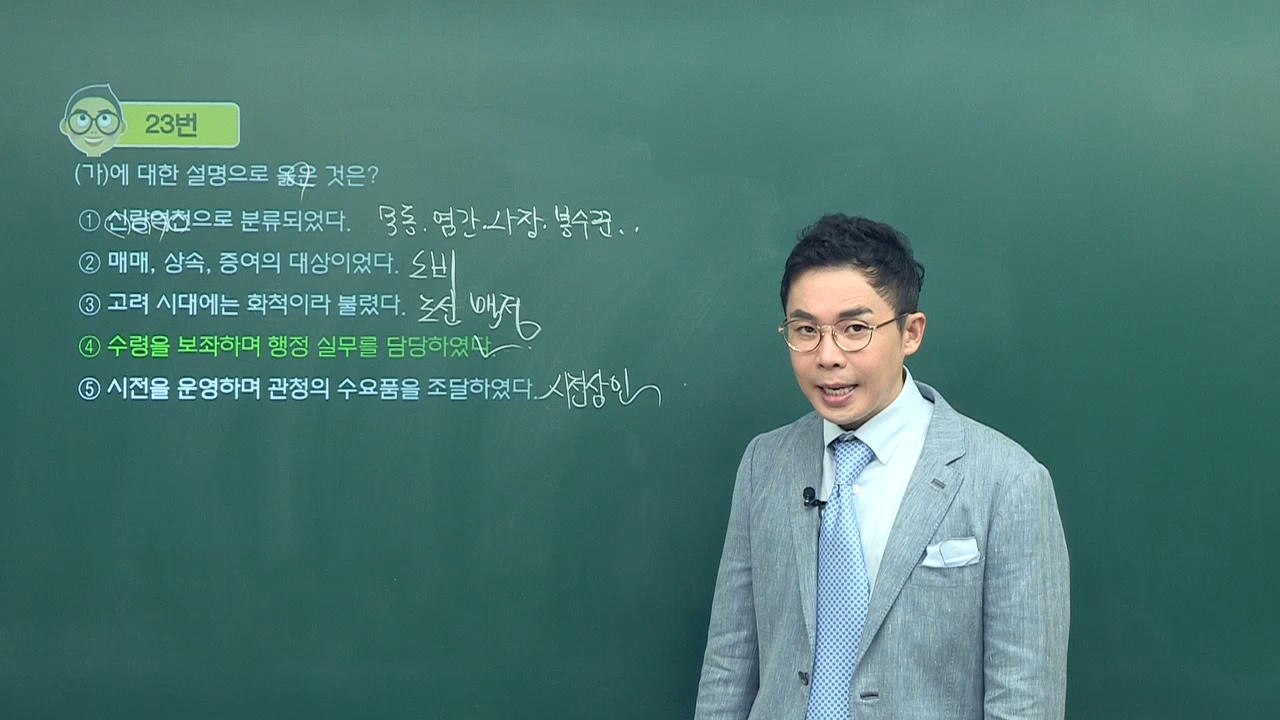 23번
(가)에 대한 설명으로 옳은 것은?
① 신량역천으로 분류되었다. 목동·염간·사장·봉수꾼..
② 매매, 상속, 증여의 대상이었다. 노비
③ 고려 시대에는 화척이라 불렸다. 조선 백정
④ 수령을 보좌하며 행정 실무를 담당하였다.
⑤ 시전을 운영하며 관청의 수요품을 조달하였다. 시전상인